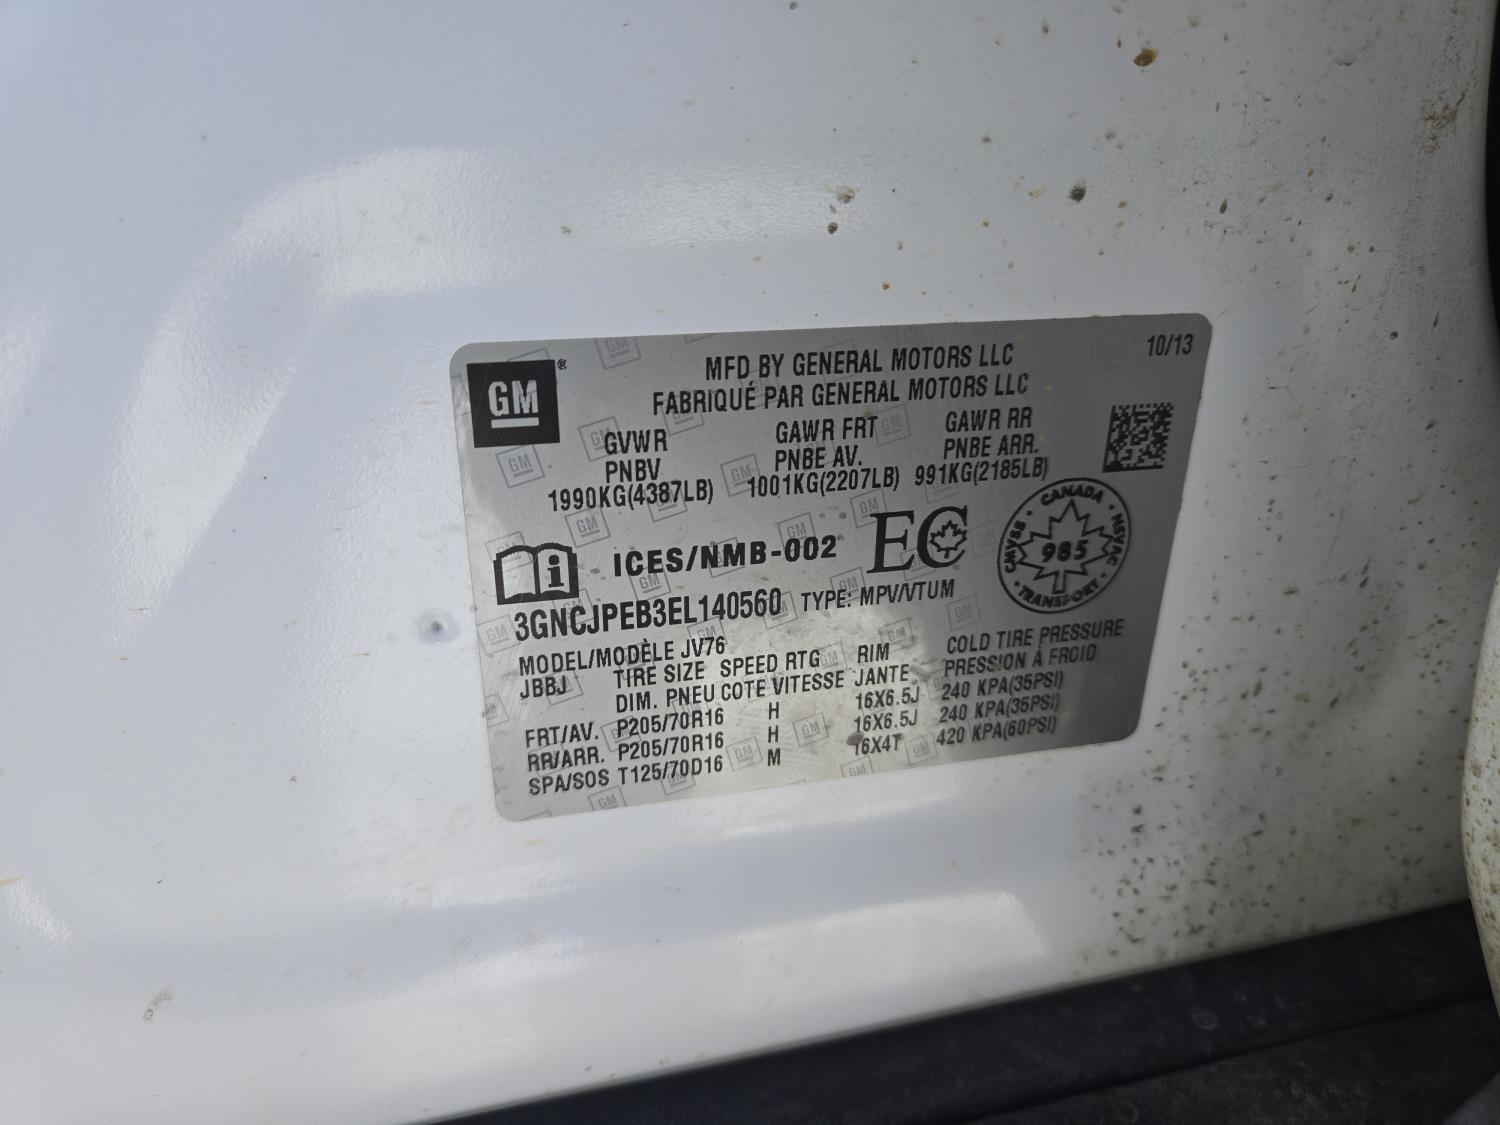 10/13
GM
MFD BY GENERAL MOTORS LLC
FABRIQUÉ PAR GENERAL MOTORS LLC
GVWR GAWR FRT GAWR RR
PNBV PNBE AV. PNBE ARR.
1990KG(4387LB) 1001KG(2207LB) 991KG(2185LB)
ICES/NMB-002 EC
CANADA
CMVSS 985 NSVAC
TRANSPORT
3GNCJPEB3EL140560 TYPE: MPV/VTUM
MODEL/MODÈLE JV76
JBBJ TIRE SIZE SPEED RTG RIM COLD TIRE PRESSURE
DIM. PNEU COTE VITESSE JANTE PRESSION À FROID
FRT/AV. P205/70R16 H 16X6.5J 240 KPA(35PSI)
RR/ARR. P205/70R16 H 16X6.5J 240 KPA(35PSI)
SPA/SOS T125/70D16 M 16X4T 420 KPA(60PSI)